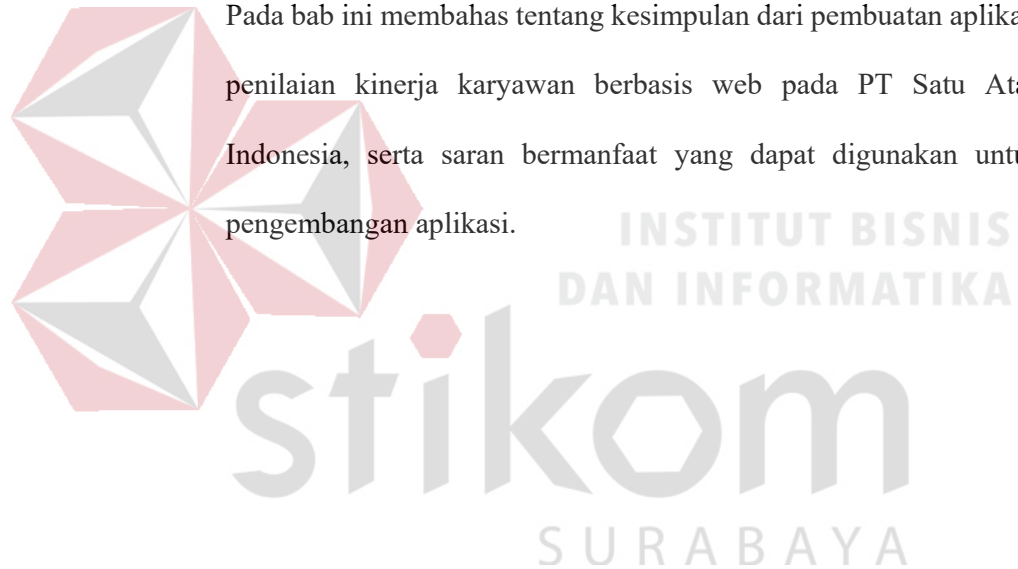 Pada bab ini membahas tentang kesimpulan dari pembuatan aplika
penilaian kinerja karyawan berbasis web pada PT Satu Ata
Indonesia, serta saran bermanfaat yang dapat digunakan untu
pengembangan aplikasi.
INSTITUT BISNIS
DAN INFORMATIKA
stikom
SURABAYA